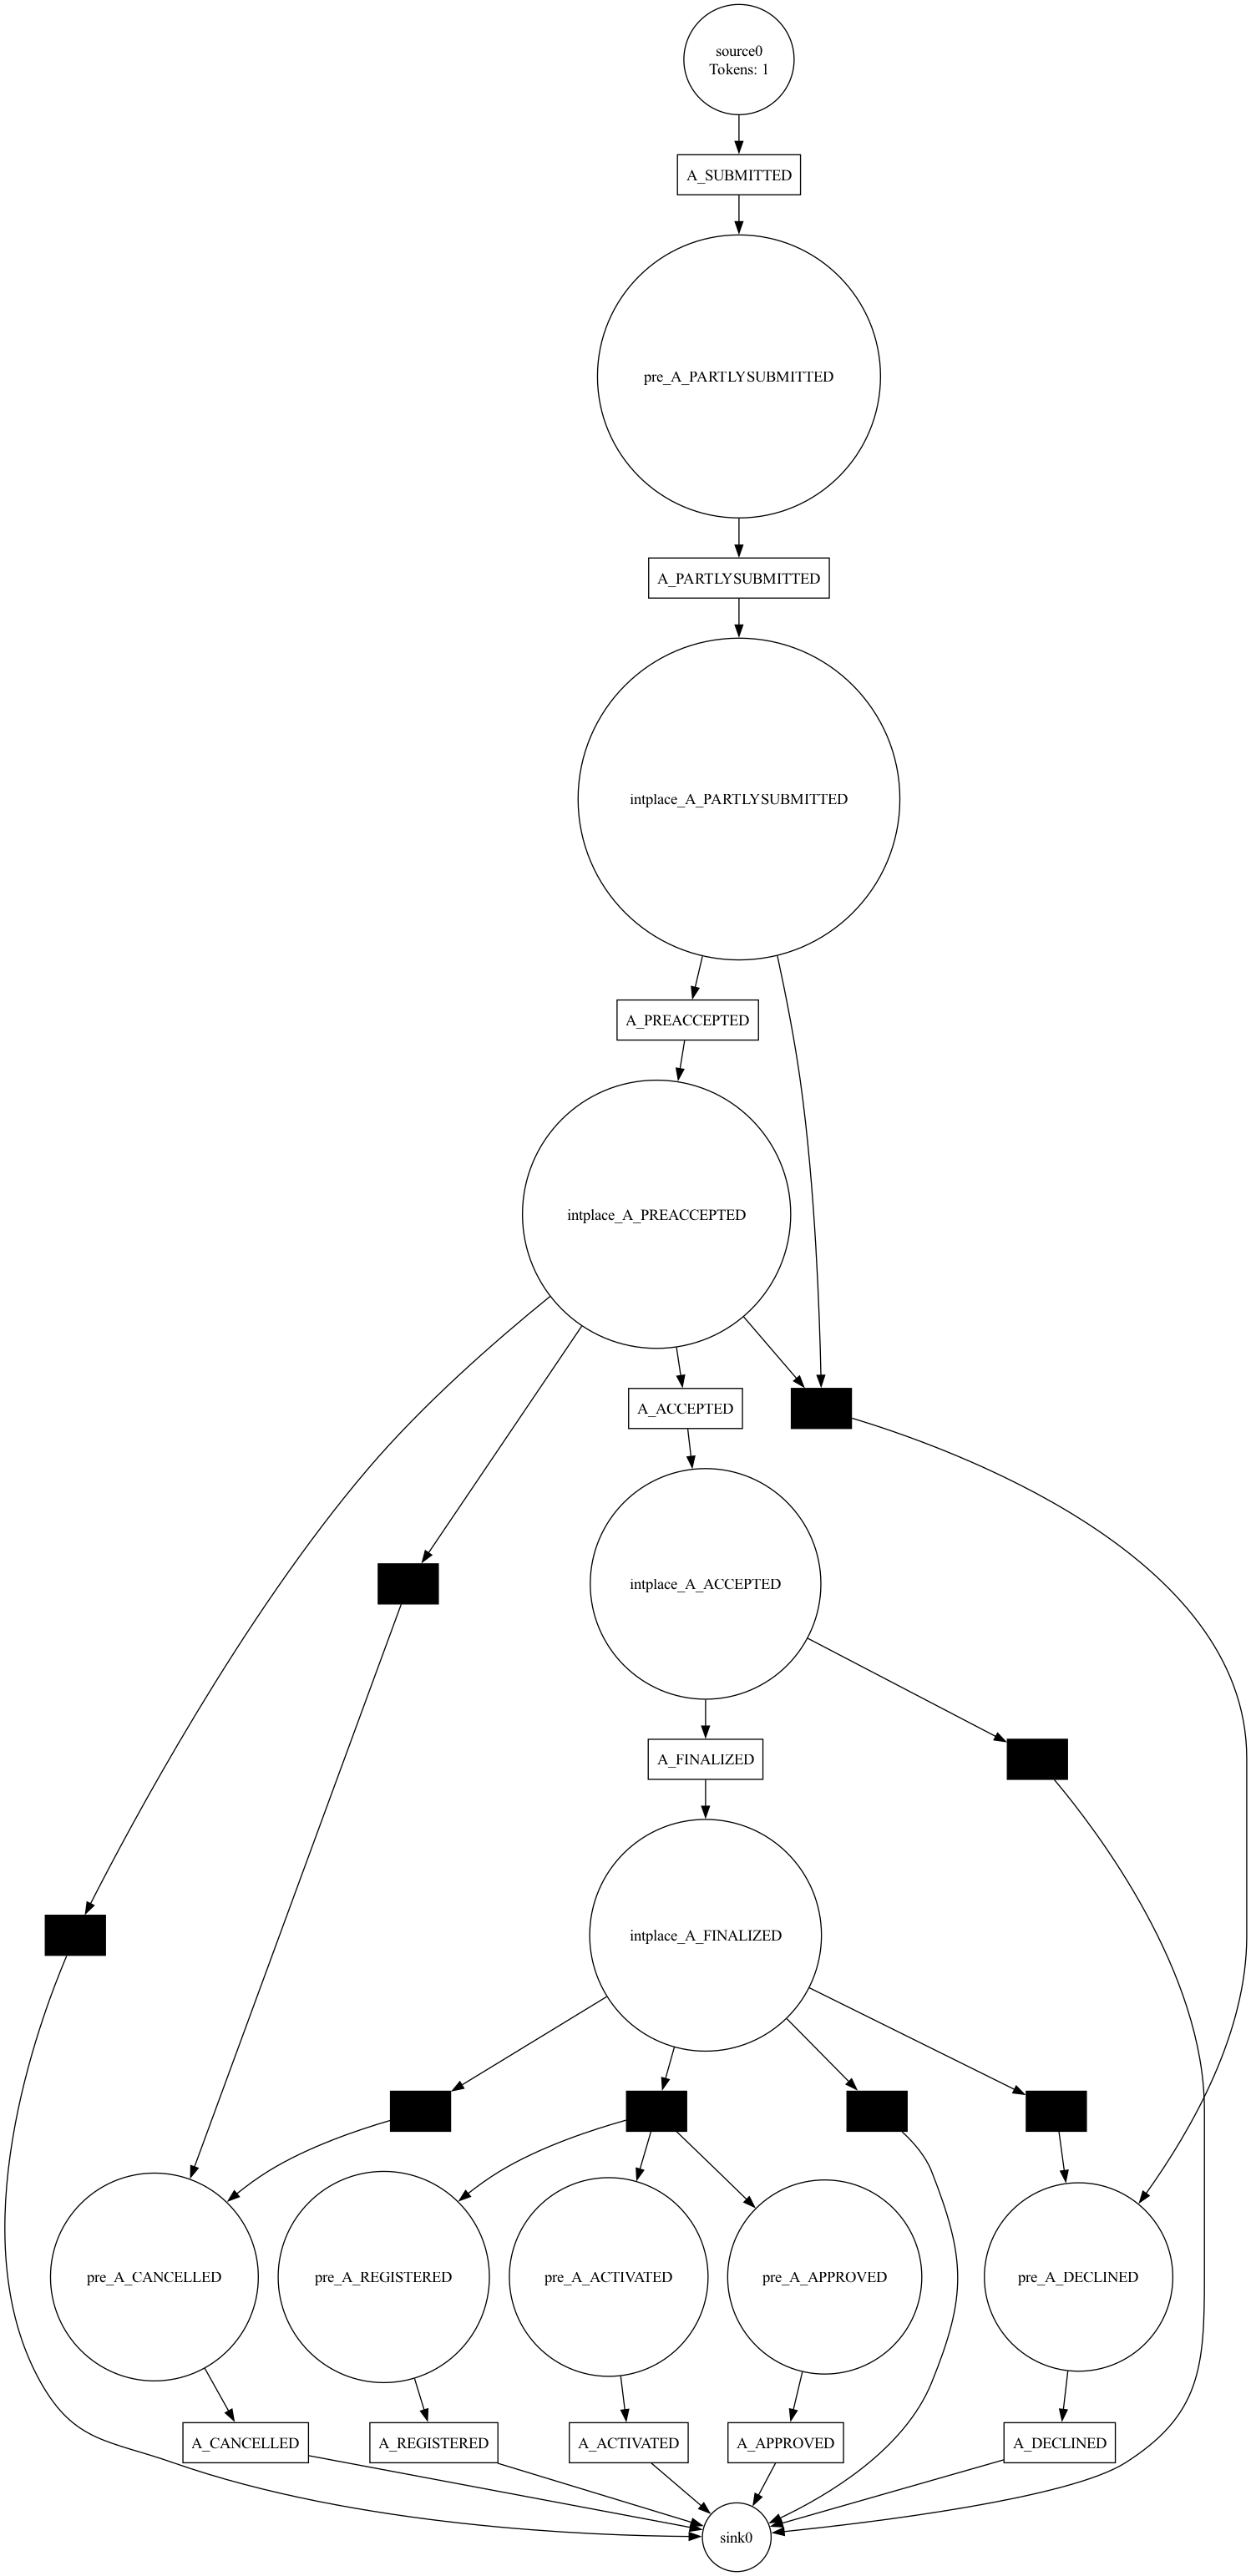 source0
Tokens: 1
A_SUBMITTED
pre_A_PARTLYSUBMITTED
A_PARTLYSUBMITTED
intplace_A_PARTLYSUBMITTED
A_PREACCEPTED
intplace_A_PREACCEPTED
A_ACCEPTED
intplace_A_ACCEPTED
A_FINALIZED
intplace_A_FINALIZED
pre_A_CANCELLED
pre_A_REGISTERED
pre_A_ACTIVATED
pre_A_APPROVED
pre_A_DECLINED
A_CANCELLED
A_REGISTERED
A_ACTIVATED
A_APPROVED
A_DECLINED
sink0